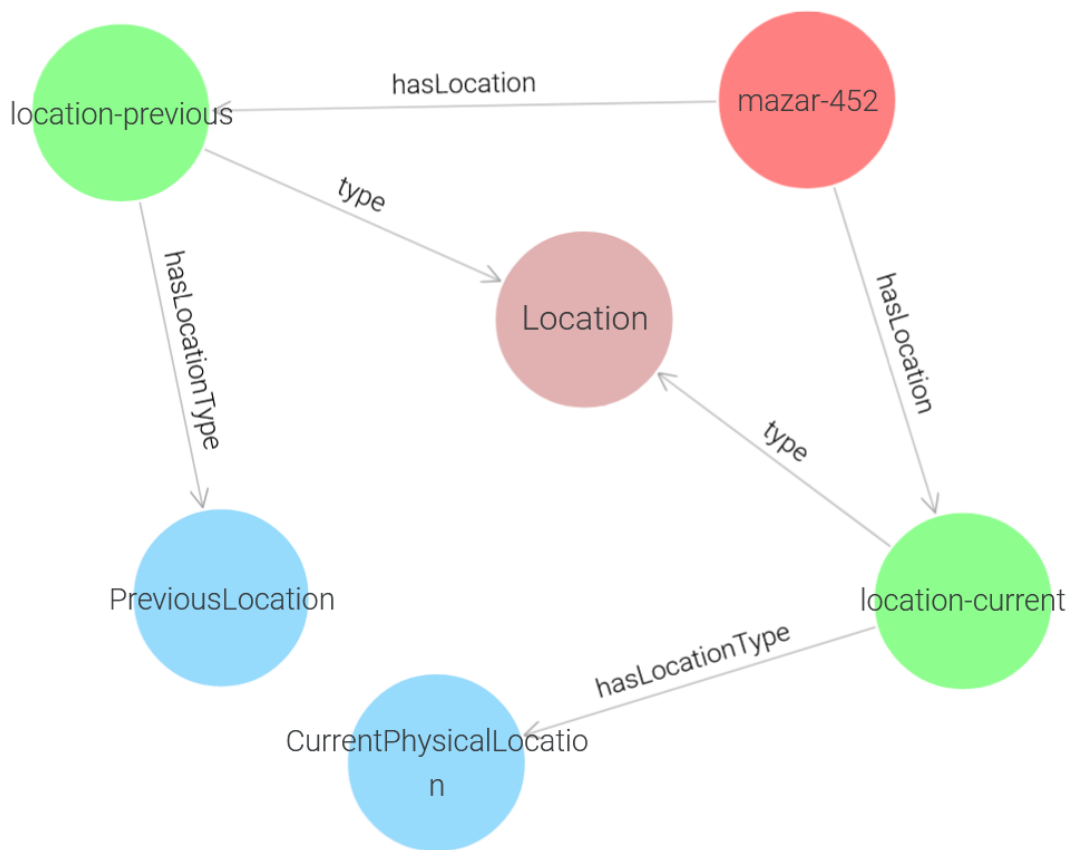 hasLocation
mazar-452
location-previous
type
hasLocationType
Location
hasLocation
type
PreviousLocation
location-current
hasLocationType
CurrentPhysicalLocatio
n